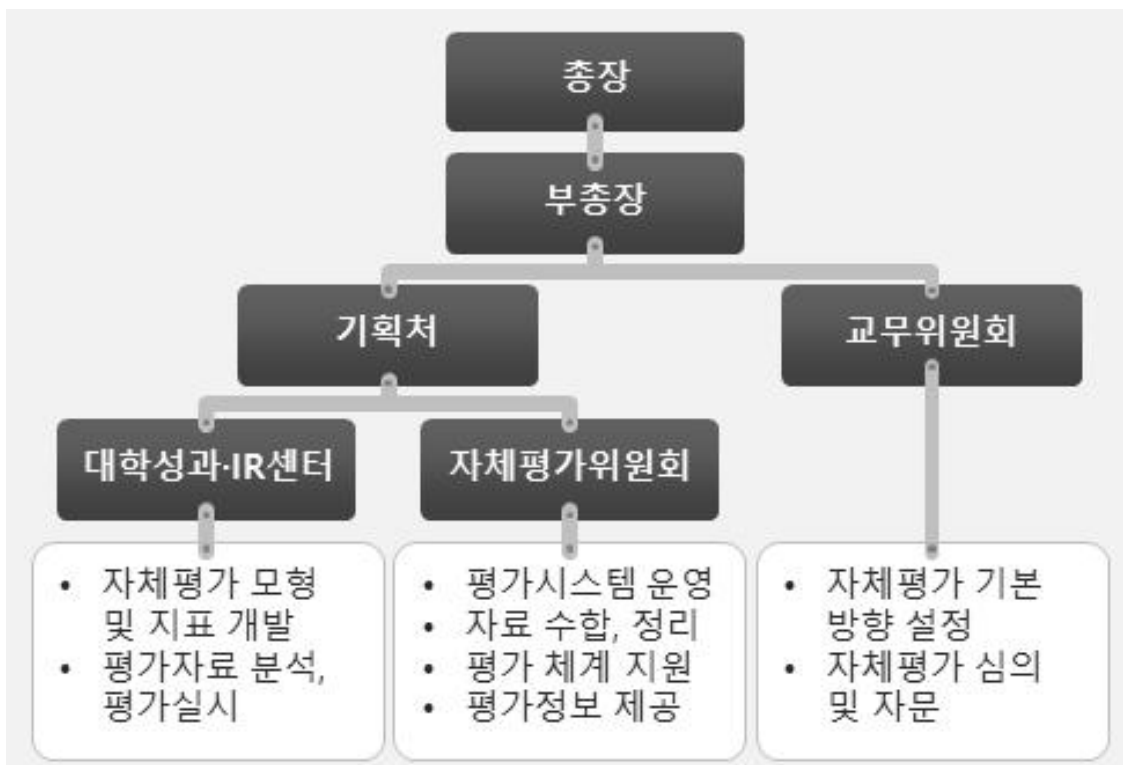 총장
부총장
기획처
교무위원회
대학성과·IR센터
자체평가위원회
• 자체평가 모형
및 지표 개발
• 평가자료 분석,
평가실시
• 평가시스템 운영
• 자료 수합, 정리
• 평가 체계 지원
• 평가정보 제공
• 자체평가 기본
방향 설정
• 자체평가 심의
및 자문